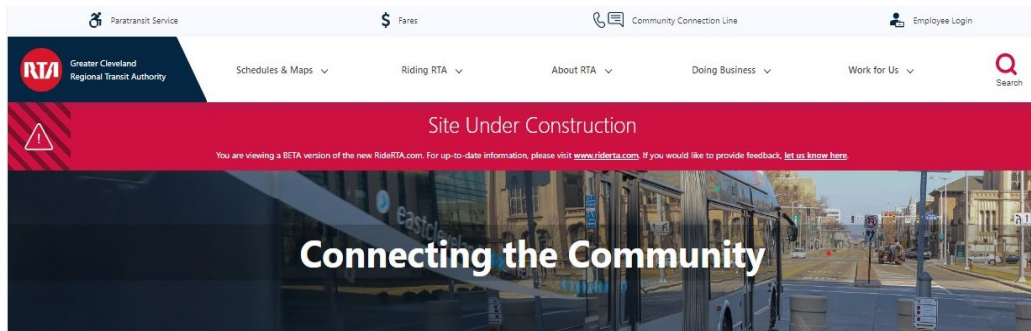 Paratransit Service
Fares
Community Connection Line
Employee Login
RTA
Greater Cleveland
Regional Transit Authority
Schedules & Maps
Riding RTA
About RTA
Doing Business
Work for Us
Search
Site Under Construction
You are viewing a BETA version of the new RideRTA.com. For up-to-date information, please visit www.riderta.com. If you would like to provide feedback, let us know here.
Connecting the Community